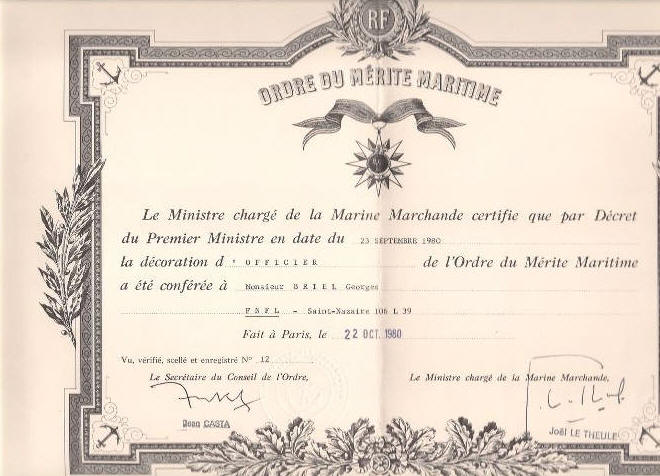 RF
ORDRE DU MÉRITE MARITIME
Le Ministre chargé de la Marine Marchande certifie que par Décret
du Premier Ministre en date du 23 SEPTEMBRE 1980
la décoration d ' OFFICIER de l'Ordre du Mérite Maritime
a été conférée à Monsieur BRIEL Georges
FNFL - Saint-Nazaire 106 L 39
Fait à Paris, le 22 OCT. 1980
Vu, vérifié, scellé et enregistré N° 12
Le Secrétaire du Conseil de l'Ordre, Le Ministre chargé de la Marine Marchande,
Jean CASTA Joël LE THEULE